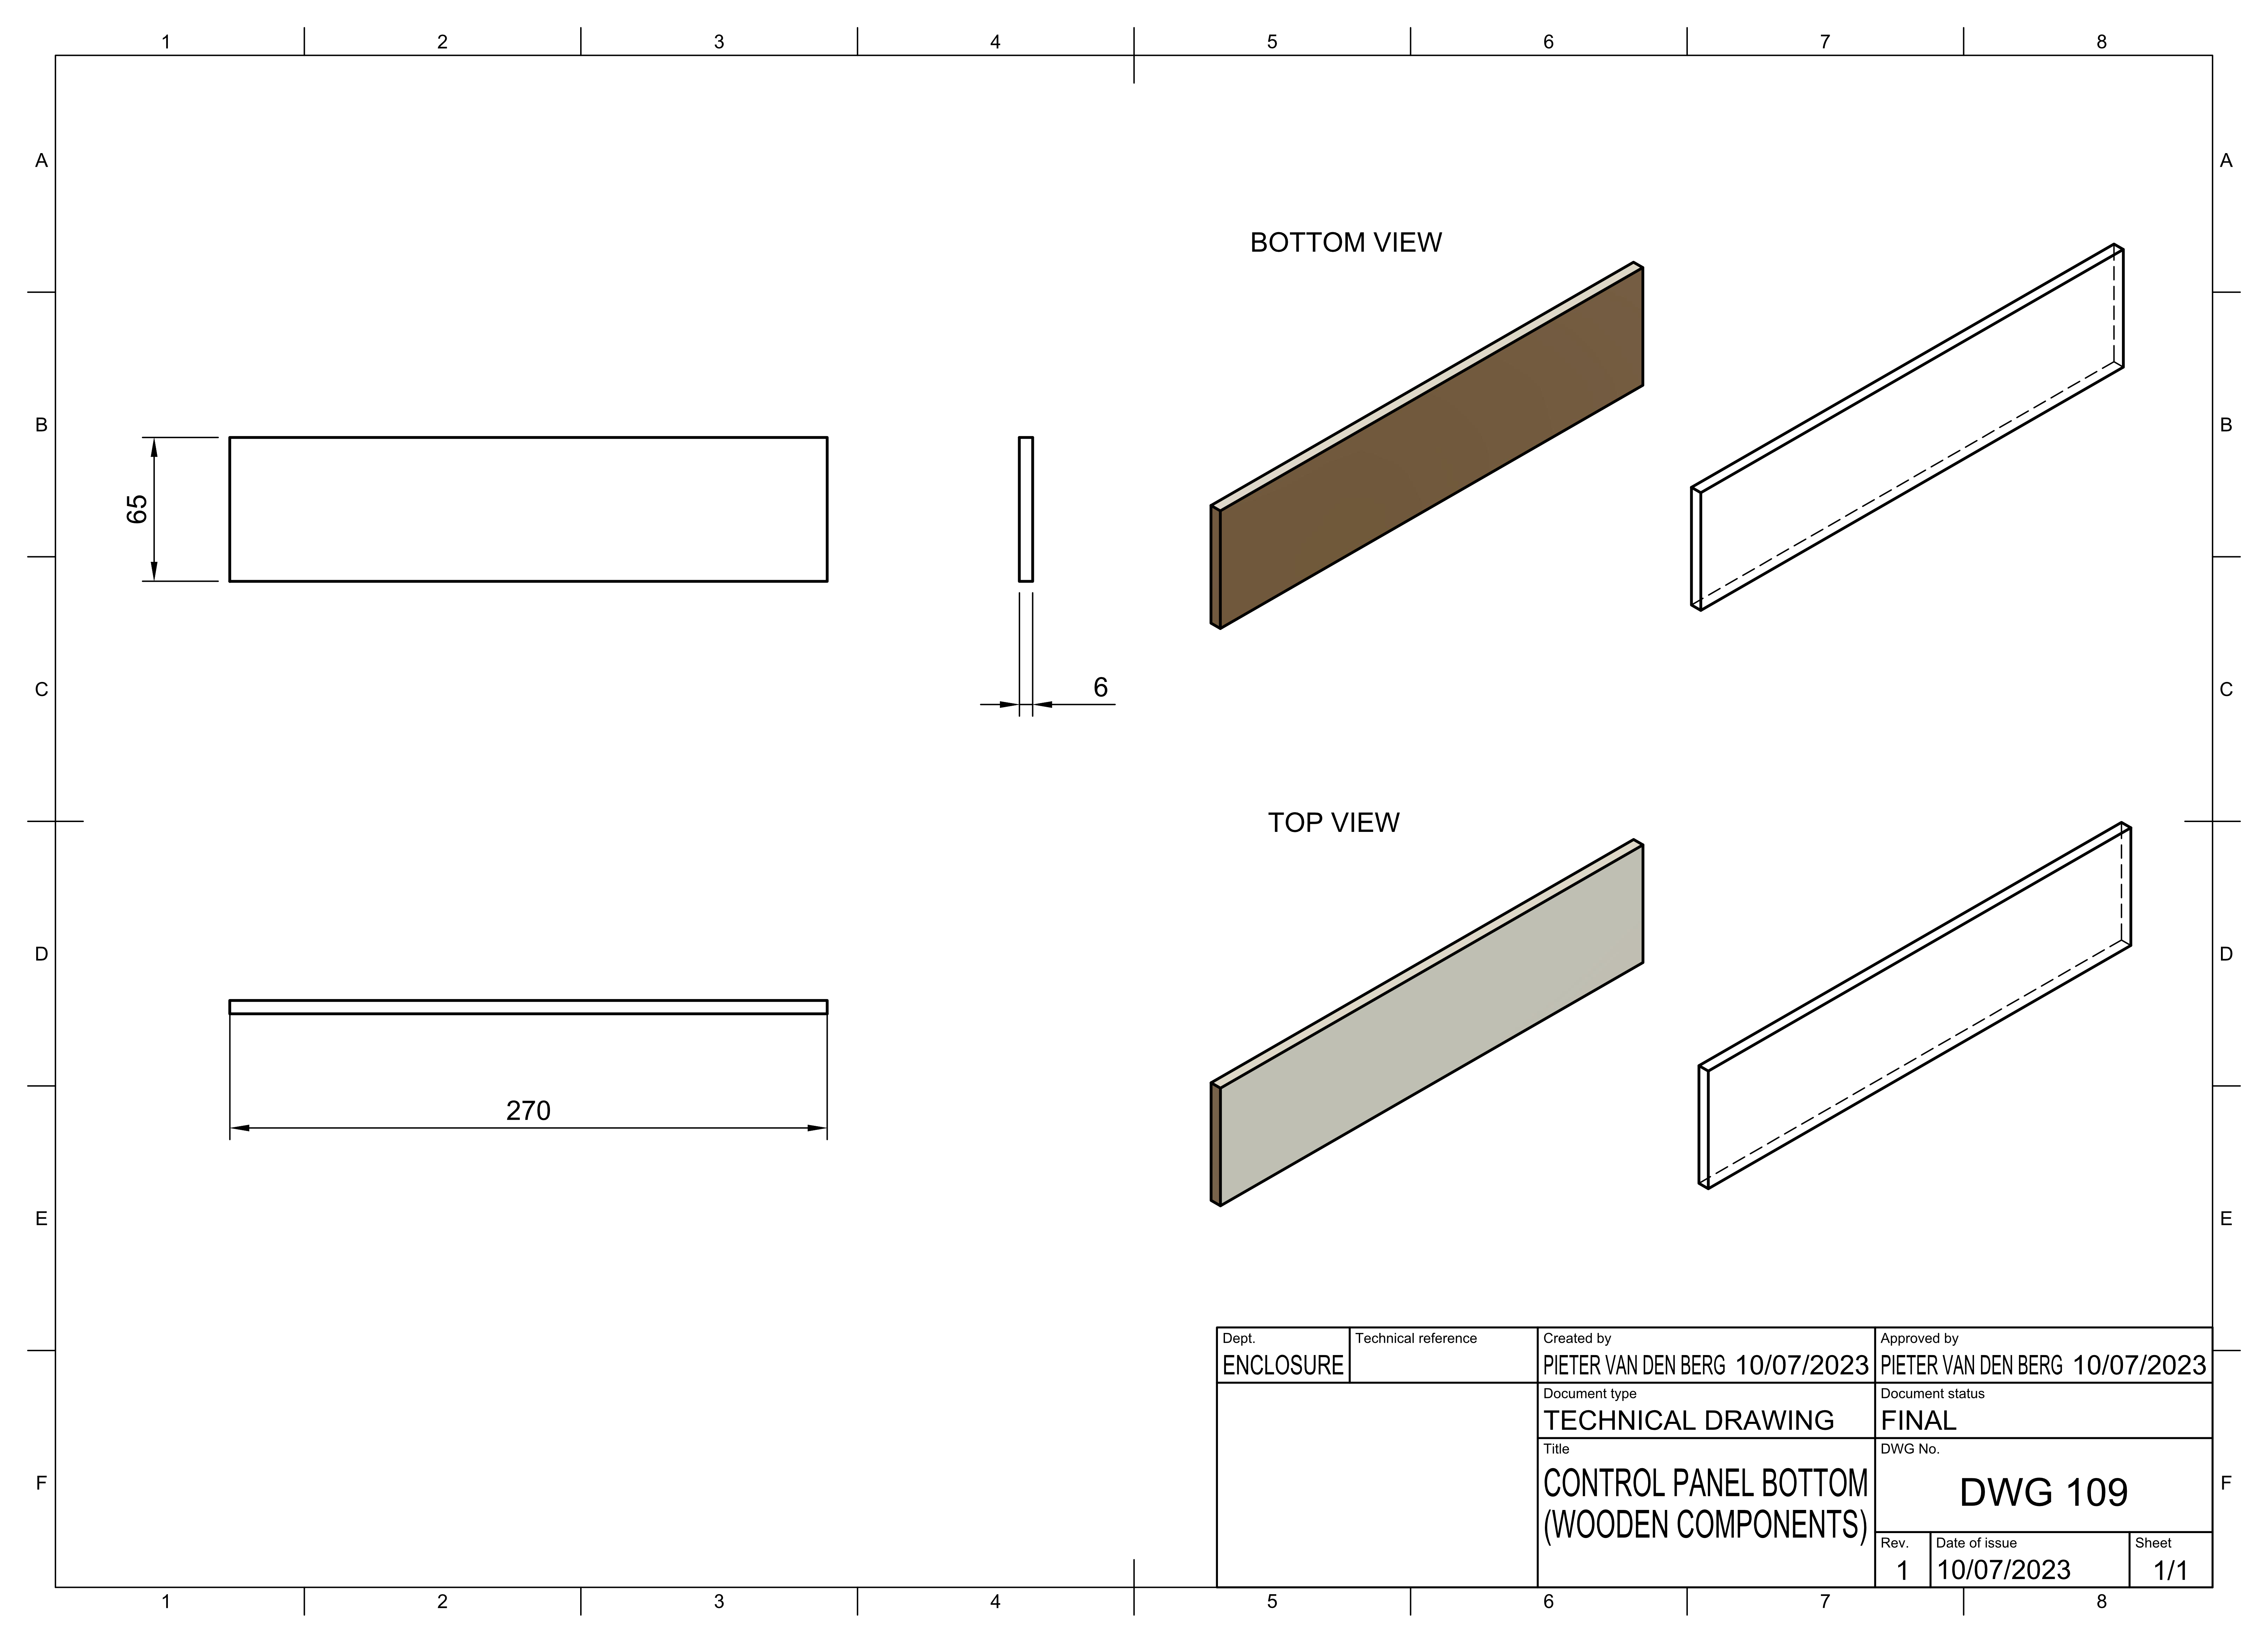 1 2 3 4 5 6 7 8
A A
BOTTOM VIEW
B B
65
C C
6
TOP VIEW
D D
270
E E
Dept. Technical reference Created by Approved by
ENCLOSURE PIETER VAN DEN BERG 10/07/2023 PIETER VAN DEN BERG 10/07/2023
Document type Document status
TECHNICAL DRAWING FINAL
Title DWG No.
CONTROL PANEL BOTTOM
(WOODEN COMPONENTS)
DWG 109
F F
Rev. Date of issue Sheet
1 10/07/2023 1/1
1 2 3 4 5 6 7 8